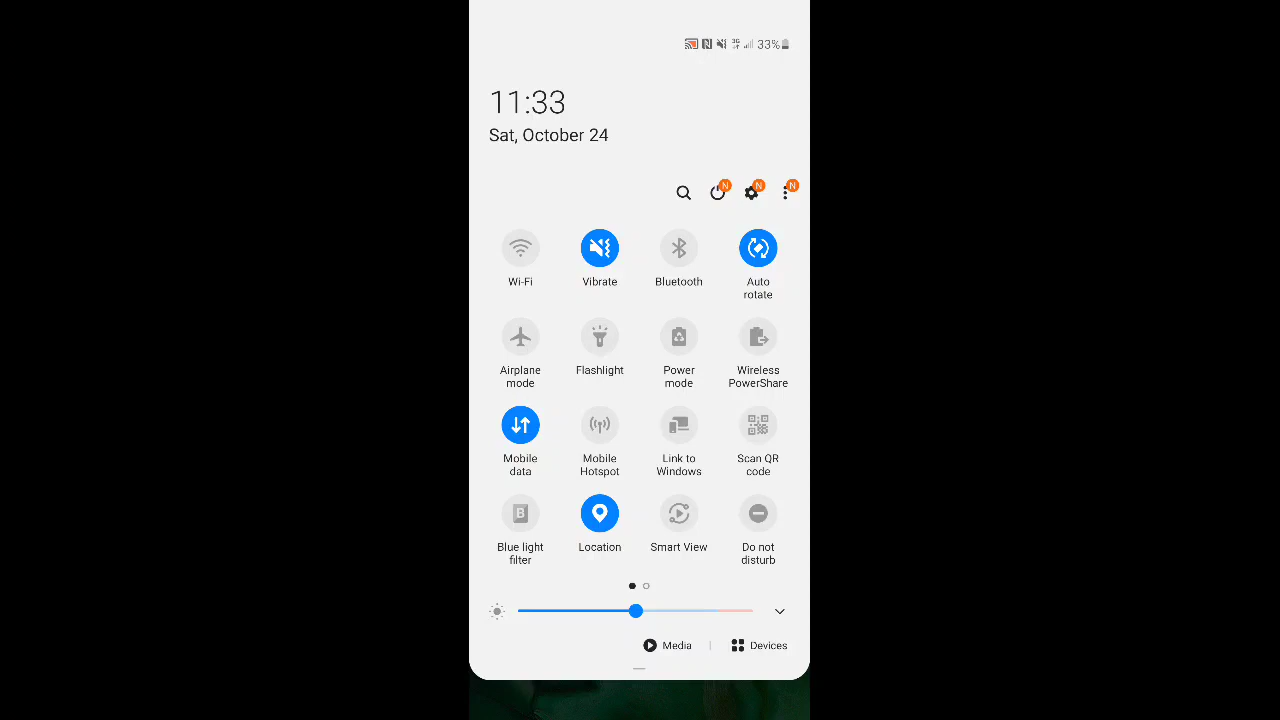 3G 33%
11:33
Sat, October 24
N N N
Wi-Fi
Vibrate
Bluetooth
Auto
rotate
Airplane
mode
Flashlight
Power
mode
Wireless
PowerShare
Mobile
data
Mobile
Hotspot
Link to
Windows
Scan QR
code
B
Blue light
filter
Location
Smart View
Do not
disturb
Media | Devices